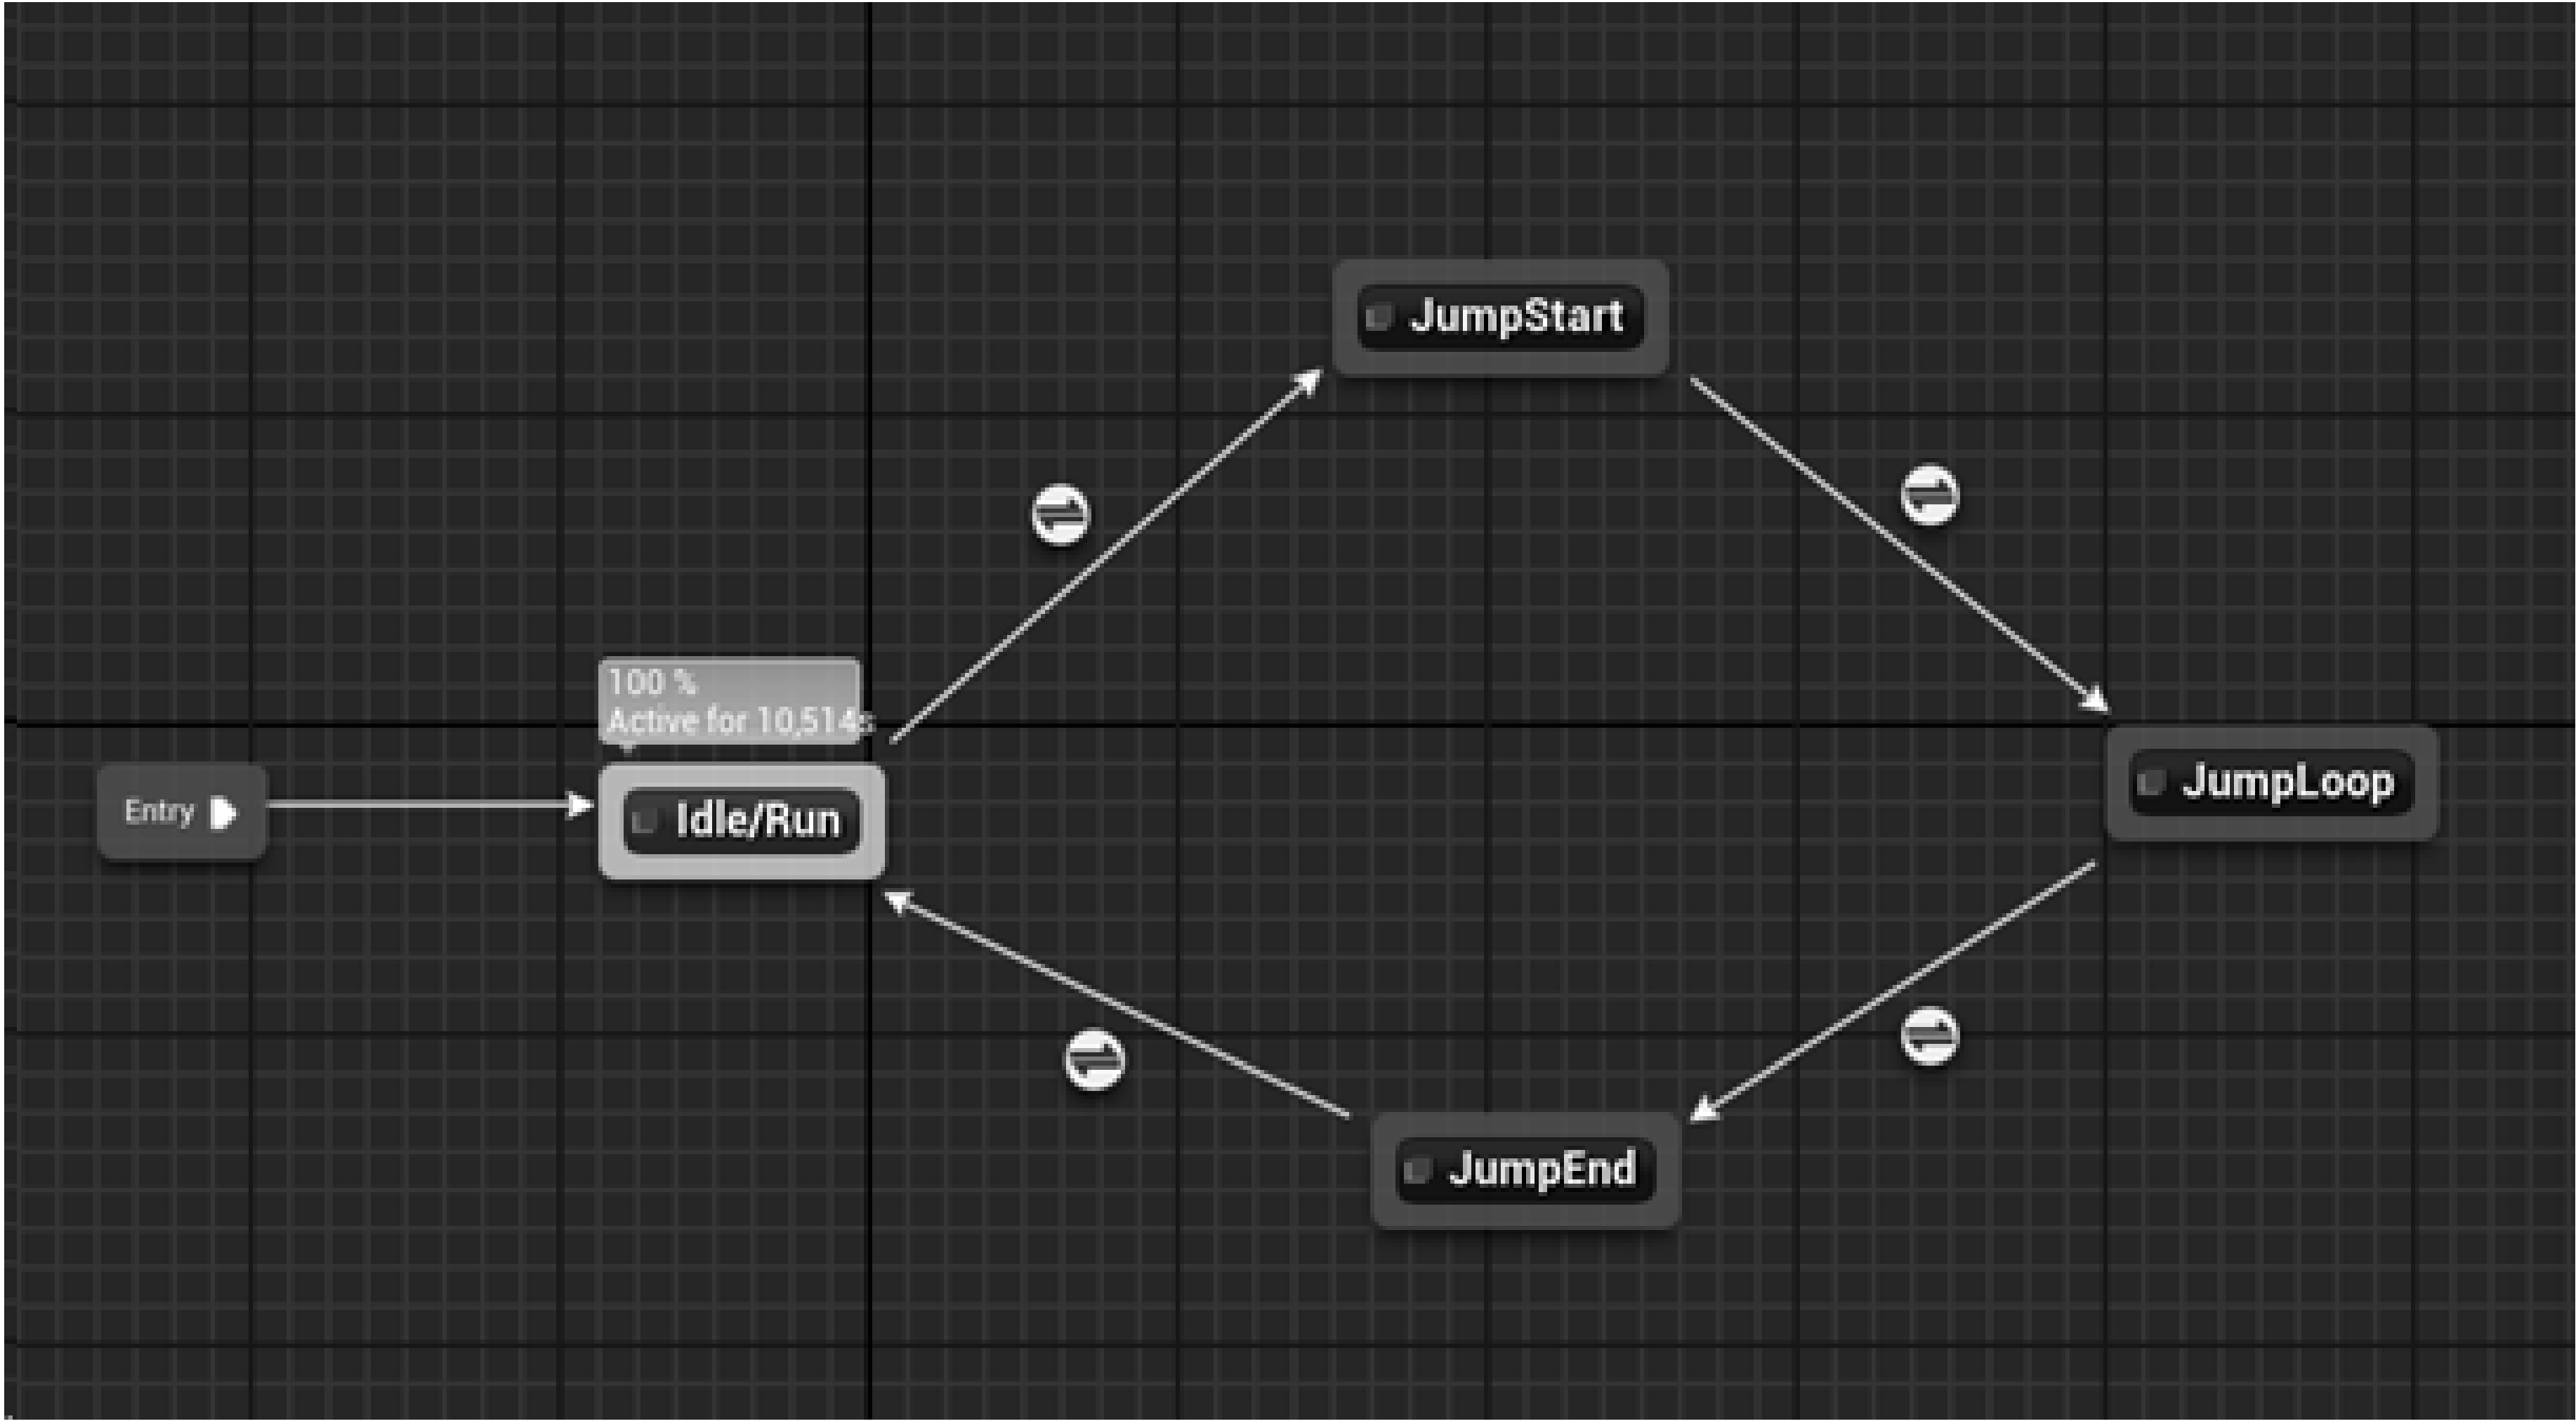 JumpStart
100 %
Active for 10,514s
Entry
Idle/Run
JumpLoop
JumpEnd